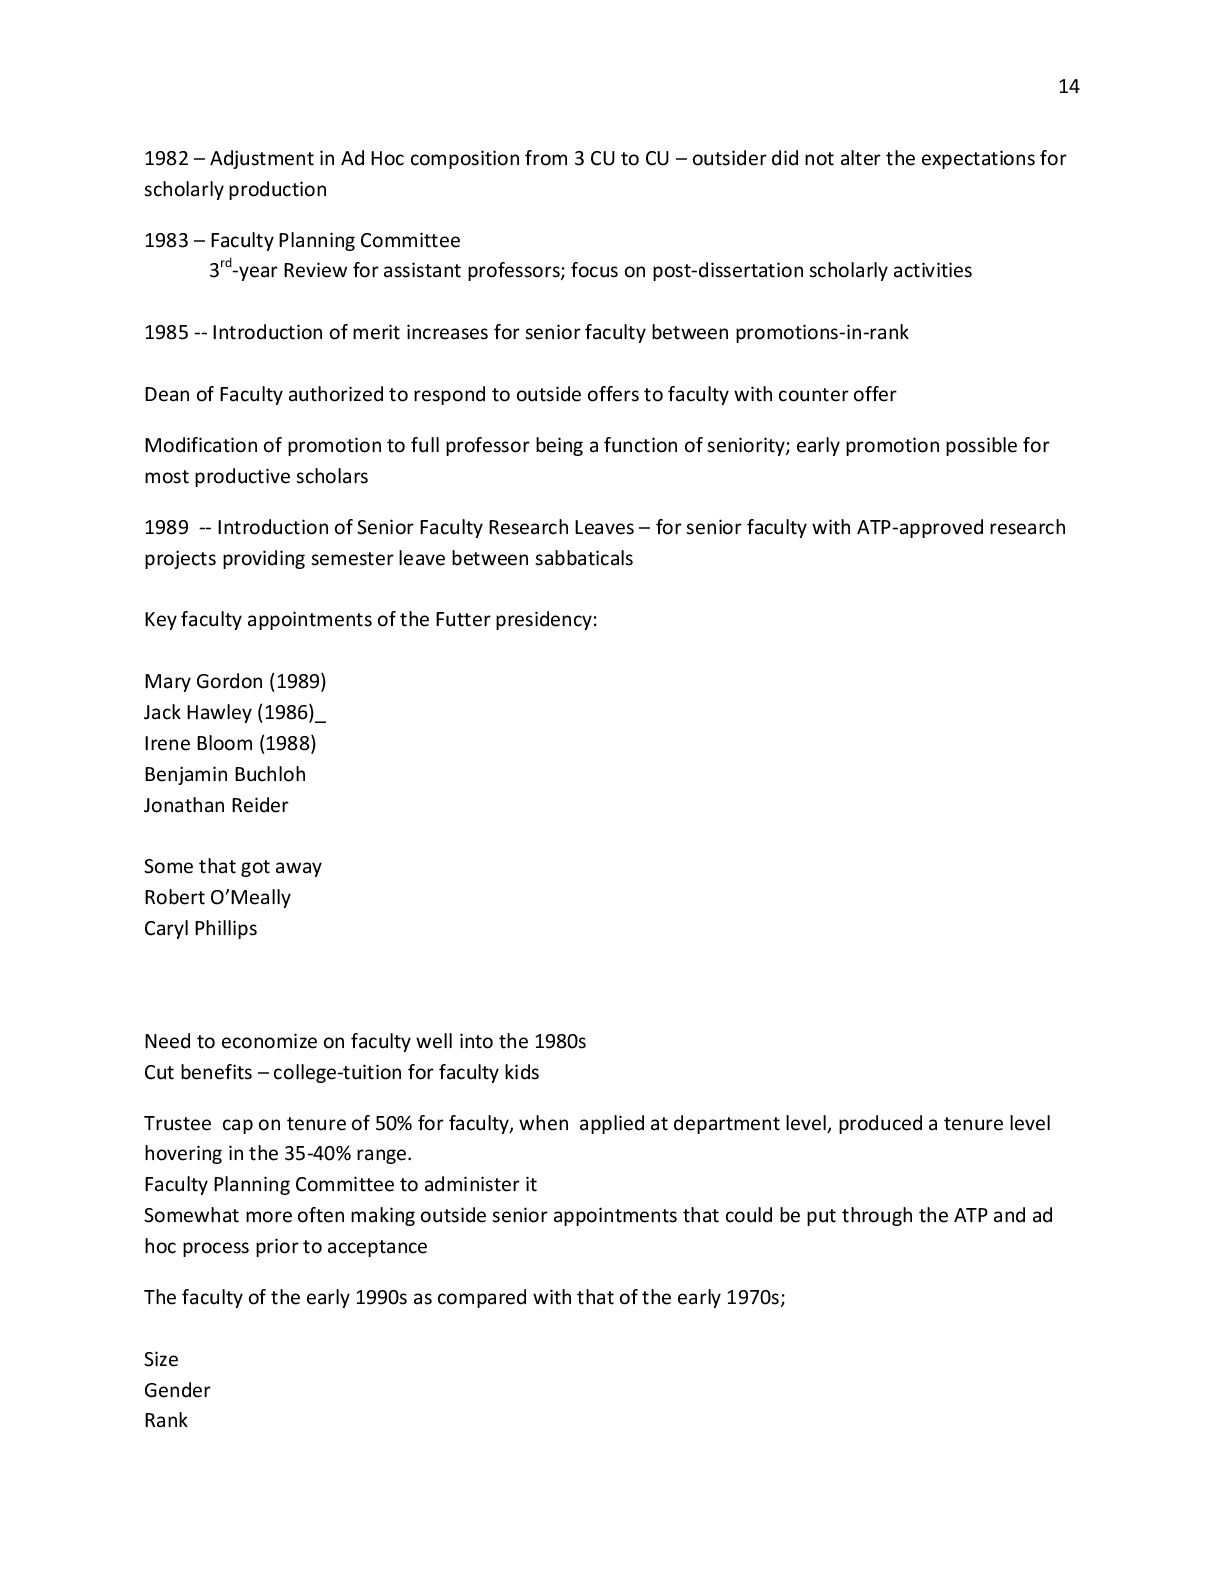 14
1982 – Adjustment in Ad Hoc composition from 3 CU to CU – outsider did not alter the expectations for
scholarly production
1983 – Faculty Planning Committee
3rd-year Review for assistant professors; focus on post-dissertation scholarly activities
1985 -- Introduction of merit increases for senior faculty between promotions-in-rank
Dean of Faculty authorized to respond to outside offers to faculty with counter offer
Modification of promotion to full professor being a function of seniority; early promotion possible for
most productive scholars
1989  -- Introduction of Senior Faculty Research Leaves – for senior faculty with ATP-approved research
projects providing semester leave between sabbaticals
Key faculty appointments of the Futter presidency:
Mary Gordon (1989)
Jack Hawley (1986)_
Irene Bloom (1988)
Benjamin Buchloh
Jonathan Reider
Some that got away
Robert O’Meally
Caryl Phillips
Need to economize on faculty well into the 1980s
Cut benefits – college-tuition for faculty kids
Trustee  cap on tenure of 50% for faculty, when  applied at department level, produced a tenure level
hovering in the 35-40% range.
Faculty Planning Committee to administer it
Somewhat more often making outside senior appointments that could be put through the ATP and ad
hoc process prior to acceptance
The faculty of the early 1990s as compared with that of the early 1970s;
Size
Gender
Rank